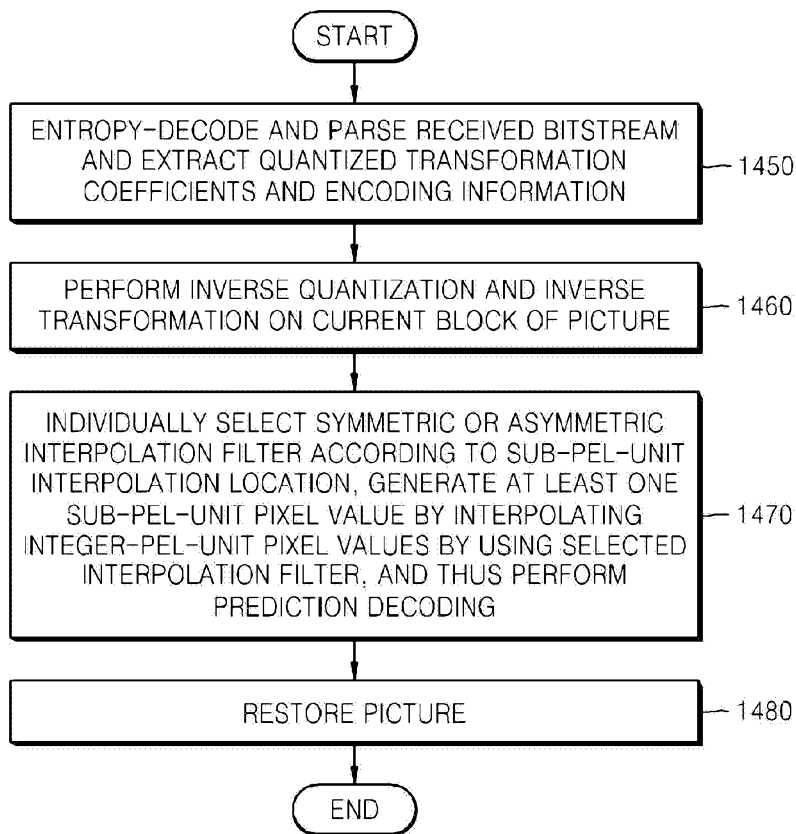 START
ENTROPY-DECODE AND PARSE RECEIVED BITSTREAM
AND EXTRACT QUANTIZED TRANSFORMATION
COEFFICIENTS AND ENCODING INFORMATION
1450
PERFORM INVERSE QUANTIZATION AND INVERSE
TRANSFORMATION ON CURRENT BLOCK OF PICTURE
1460
INDIVIDUALLY SELECT SYMMETRIC OR ASYMMETRIC
INTERPOLATION FILTER ACCORDING TO SUB-PEL-UNIT
INTERPOLATION LOCATION, GENERATE AT LEAST ONE
SUB-PEL-UNIT PIXEL VALUE BY INTERPOLATING
INTEGER-PEL-UNIT PIXEL VALUES BY USING SELECTED
INTERPOLATION FILTER, AND THUS PERFORM
PREDICTION DECODING
1470
RESTORE PICTURE
1480
END